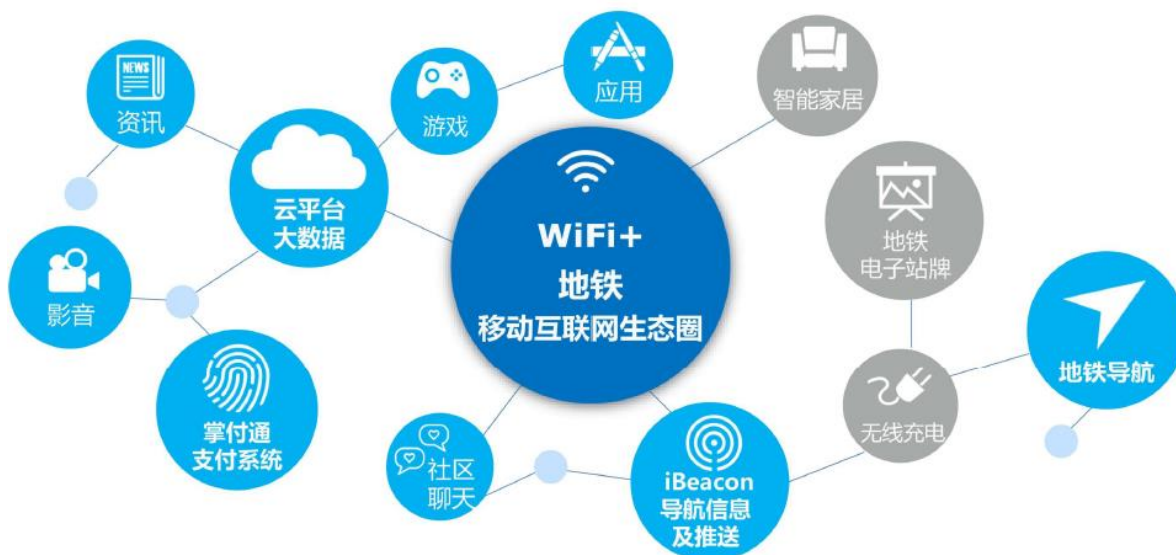 NEWS
资讯
游戏
应用
智能家居
云平台
大数据
WiFi+
地铁
移动互联网生态圈
地铁
电子站牌
影音
地铁导航
掌付通
支付系统
无线充电
社区
聊天
iBeacon
导航信息
及推送